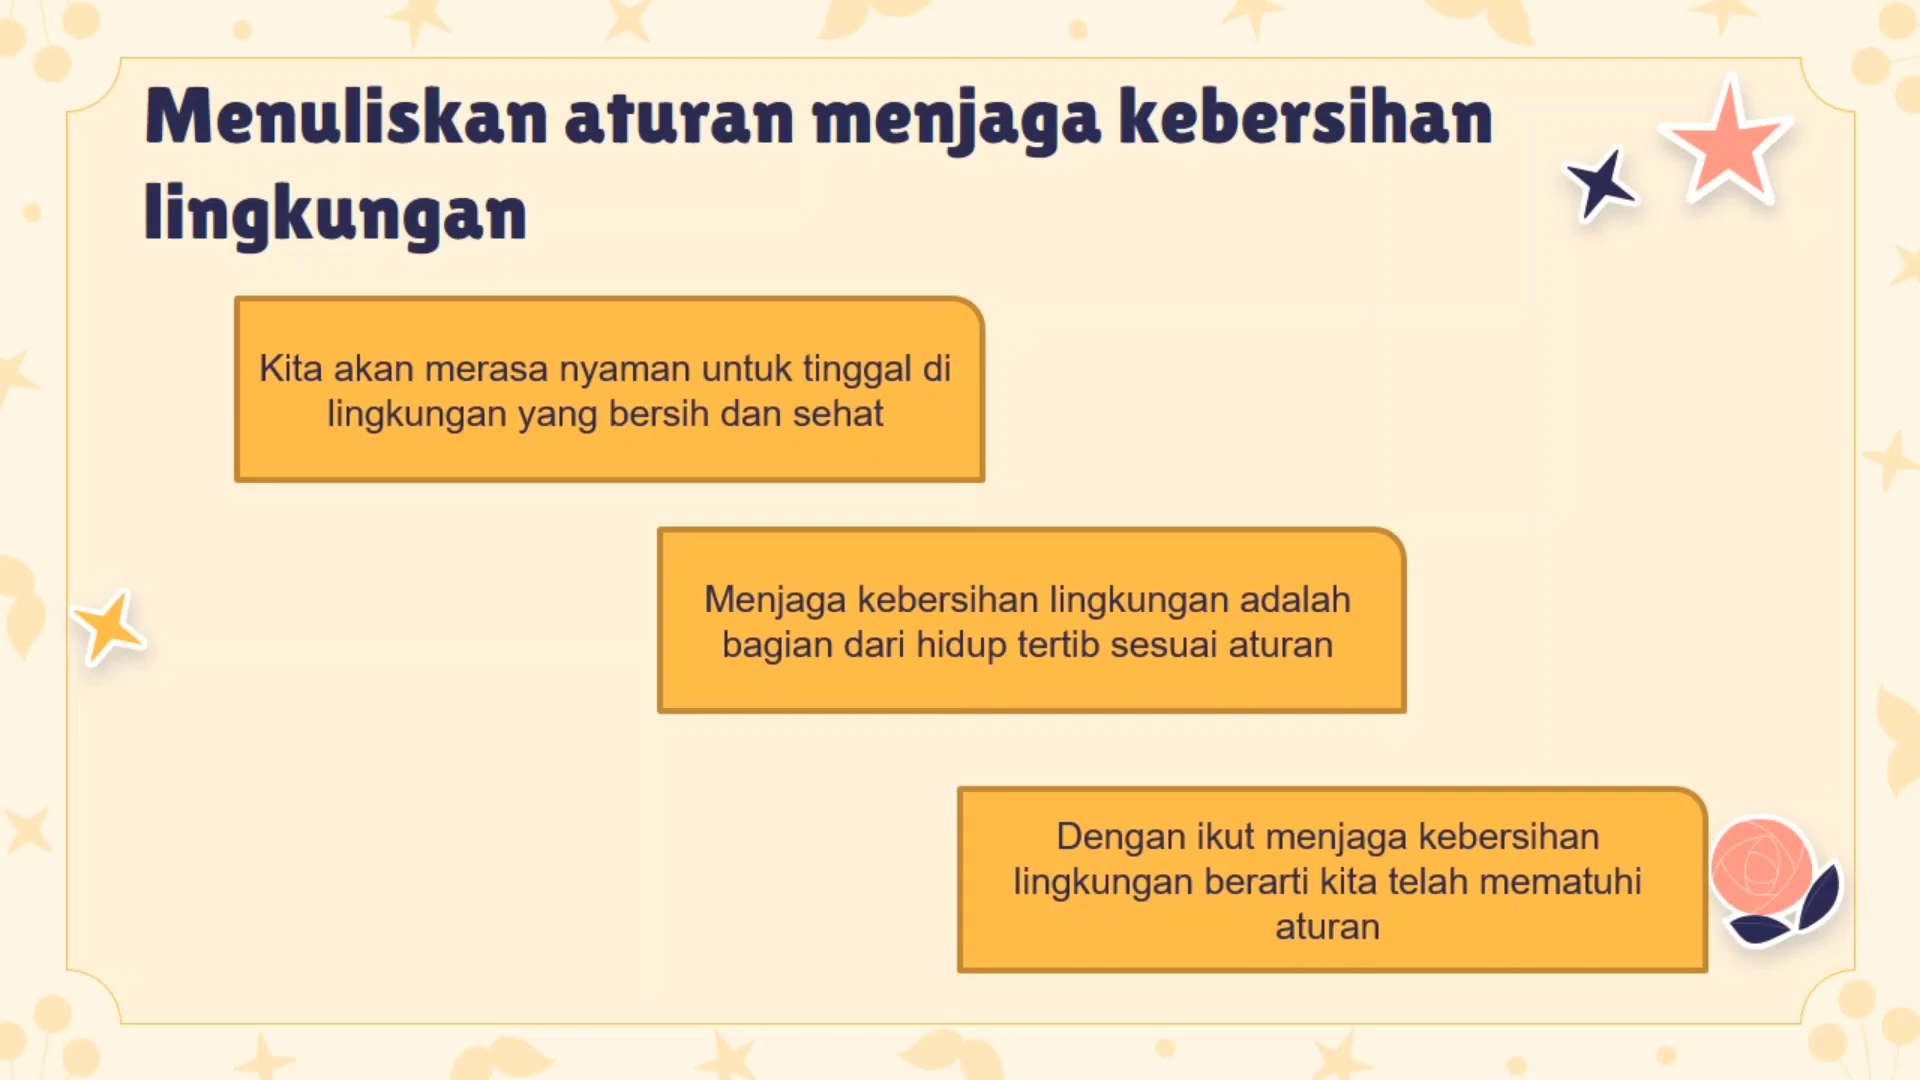 Menuliskan aturan menjaga kebersihan
lingkungan
Kita akan merasa nyaman untuk tinggal di
lingkungan yang bersih dan sehat
Menjaga kebersihan lingkungan adalah
bagian dari hidup tertib sesuai aturan
Dengan ikut menjaga kebersihan
lingkungan berarti kita telah mematuhi
aturan